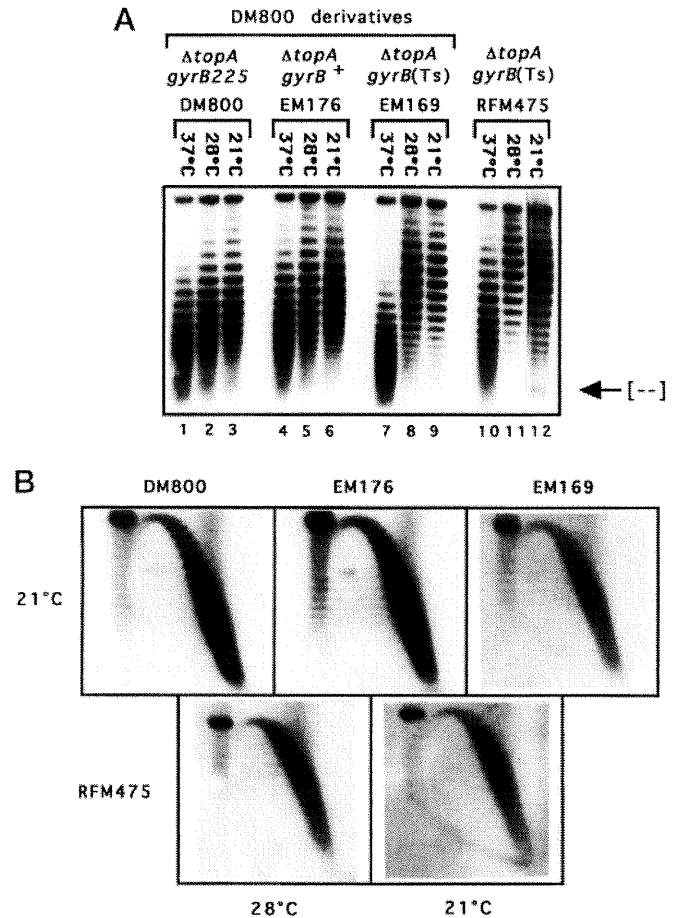 A
DM800 derivatives
ΔtopA ΔtopA ΔtopA ΔtopA
gyrB225 gyrB+ gyrB(Ts) gyrB(Ts)
DM800 EM176 EM169 RFM475
37°C 28°C 21°C 37°C 28°C 21°C 37°C 28°C 21°C 37°C 28°C 21°C
[--]
1 2 3 4 5 6 7 8 9 10 11 12
B
DM800 EM176 EM169
21°C
RFM475
28°C 21°C